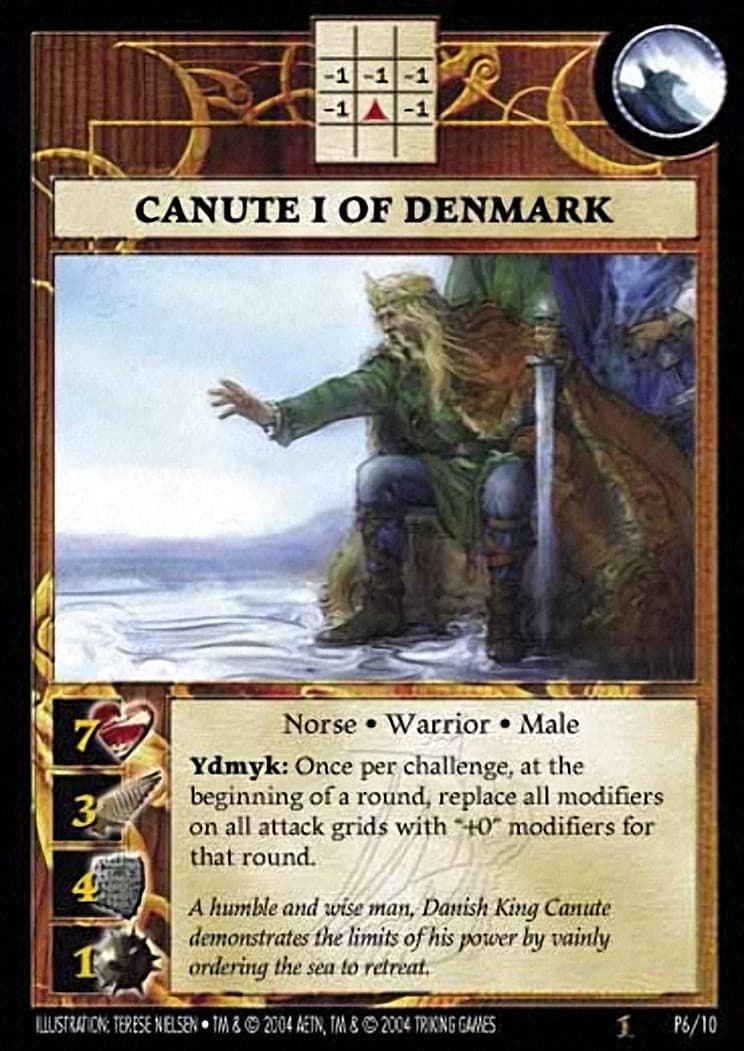 -1 -1 -1
-1 -1
CANUTE I OF DENMARK
7
3
4
1
Norse • Warrior • Male
Ydmyk: Once per challenge, at the
beginning of a round, replace all modifiers
on all attack grids with "+0" modifiers for
that round.
A humble and wise man, Danish King Canute
demonstrates the limits of his power by vainly
ordering the sea to retreat.
ILLUSTRATION: TERESE NIELSEN • TM & © 2004 AETN, TM & © 2004 TRIKING GAMES
1
P6/10